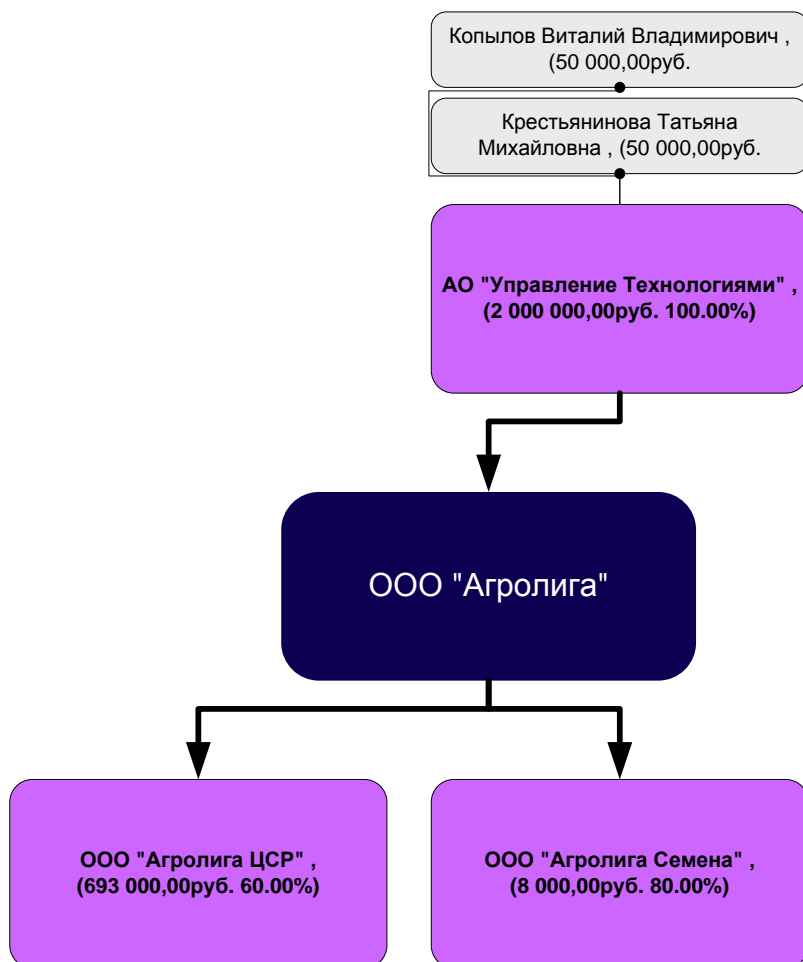 Копылов Виталий Владимирович ,
(50 000,00руб.
Крестьянинова Татьяна
Михайловна , (50 000,00руб.
АО "Управление Технологиями" ,
(2 000 000,00руб. 100.00%)
ООО "Агролига"
ООО "Агролига ЦСР" ,
(693 000,00руб. 60.00%)
ООО "Агролига Семена" ,
(8 000,00руб. 80.00%)